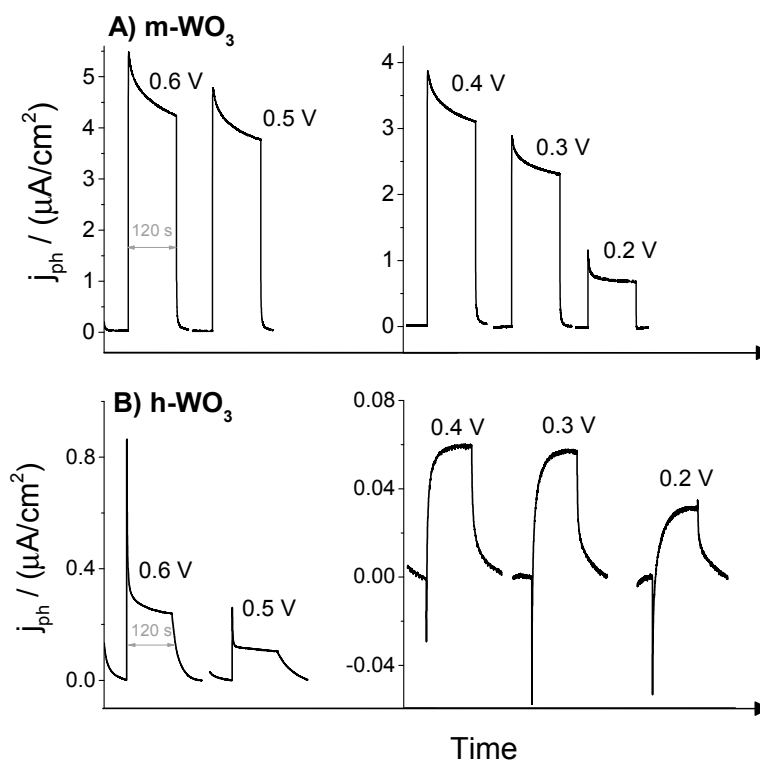 A) m-WO₃
j_ph / (μA/cm²)
5
4
3
2
1
0
0.6 V
0.5 V
120 s
4
3
2
1
0
0.4 V
0.3 V
0.2 V
B) h-WO₃
j_ph / (μA/cm²)
0.8
0.4
0.0
0.6 V
0.5 V
120 s
0.08
0.04
0.00
-0.04
0.4 V
0.3 V
0.2 V
Time